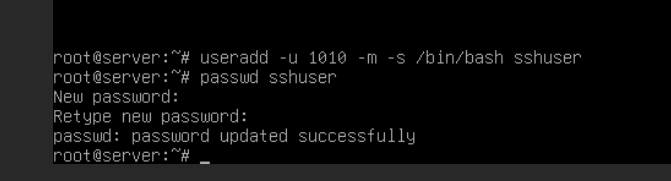 root@server:~# useradd -u 1010 -m -s /bin/bash sshuser
root@server:~# passwd sshuser
New password:
Retype new password:
passwd: password updated successfully
root@server:~# _